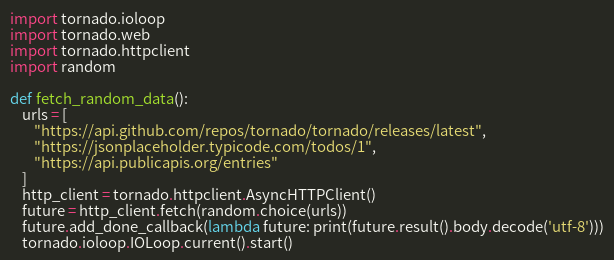 import tornado.ioloop
import tornado.web
import tornado.httpclient
import random
def fetch_random_data():
urls = [
"https://api.github.com/repos/tornado/tornado/releases/latest",
"https://jsonplaceholder.typicode.com/todos/1",
"https://api.publicapis.org/entries"
]
http_client = tornado.httpclient.AsyncHTTPClient()
future = http_client.fetch(random.choice(urls))
future.add_done_callback(lambda future: print(future.result().body.decode('utf-8')))
tornado.ioloop.IOLoop.current().start()